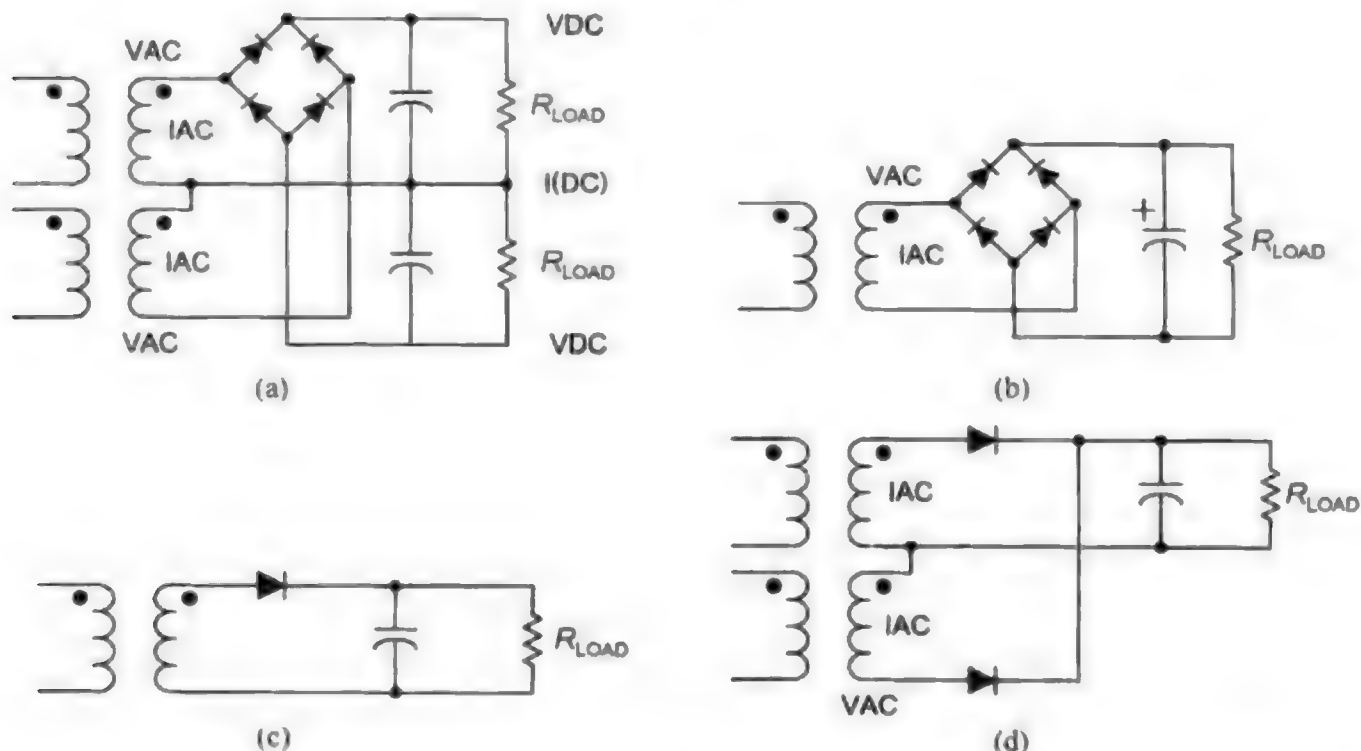 VAC
VDC
IAC
R_LOAD
I(DC)
IAC
R_LOAD
VAC
VDC
(a)
VAC
IAC
+
R_LOAD
(b)
R_LOAD
(c)
IAC
R_LOAD
IAC
VAC
(d)